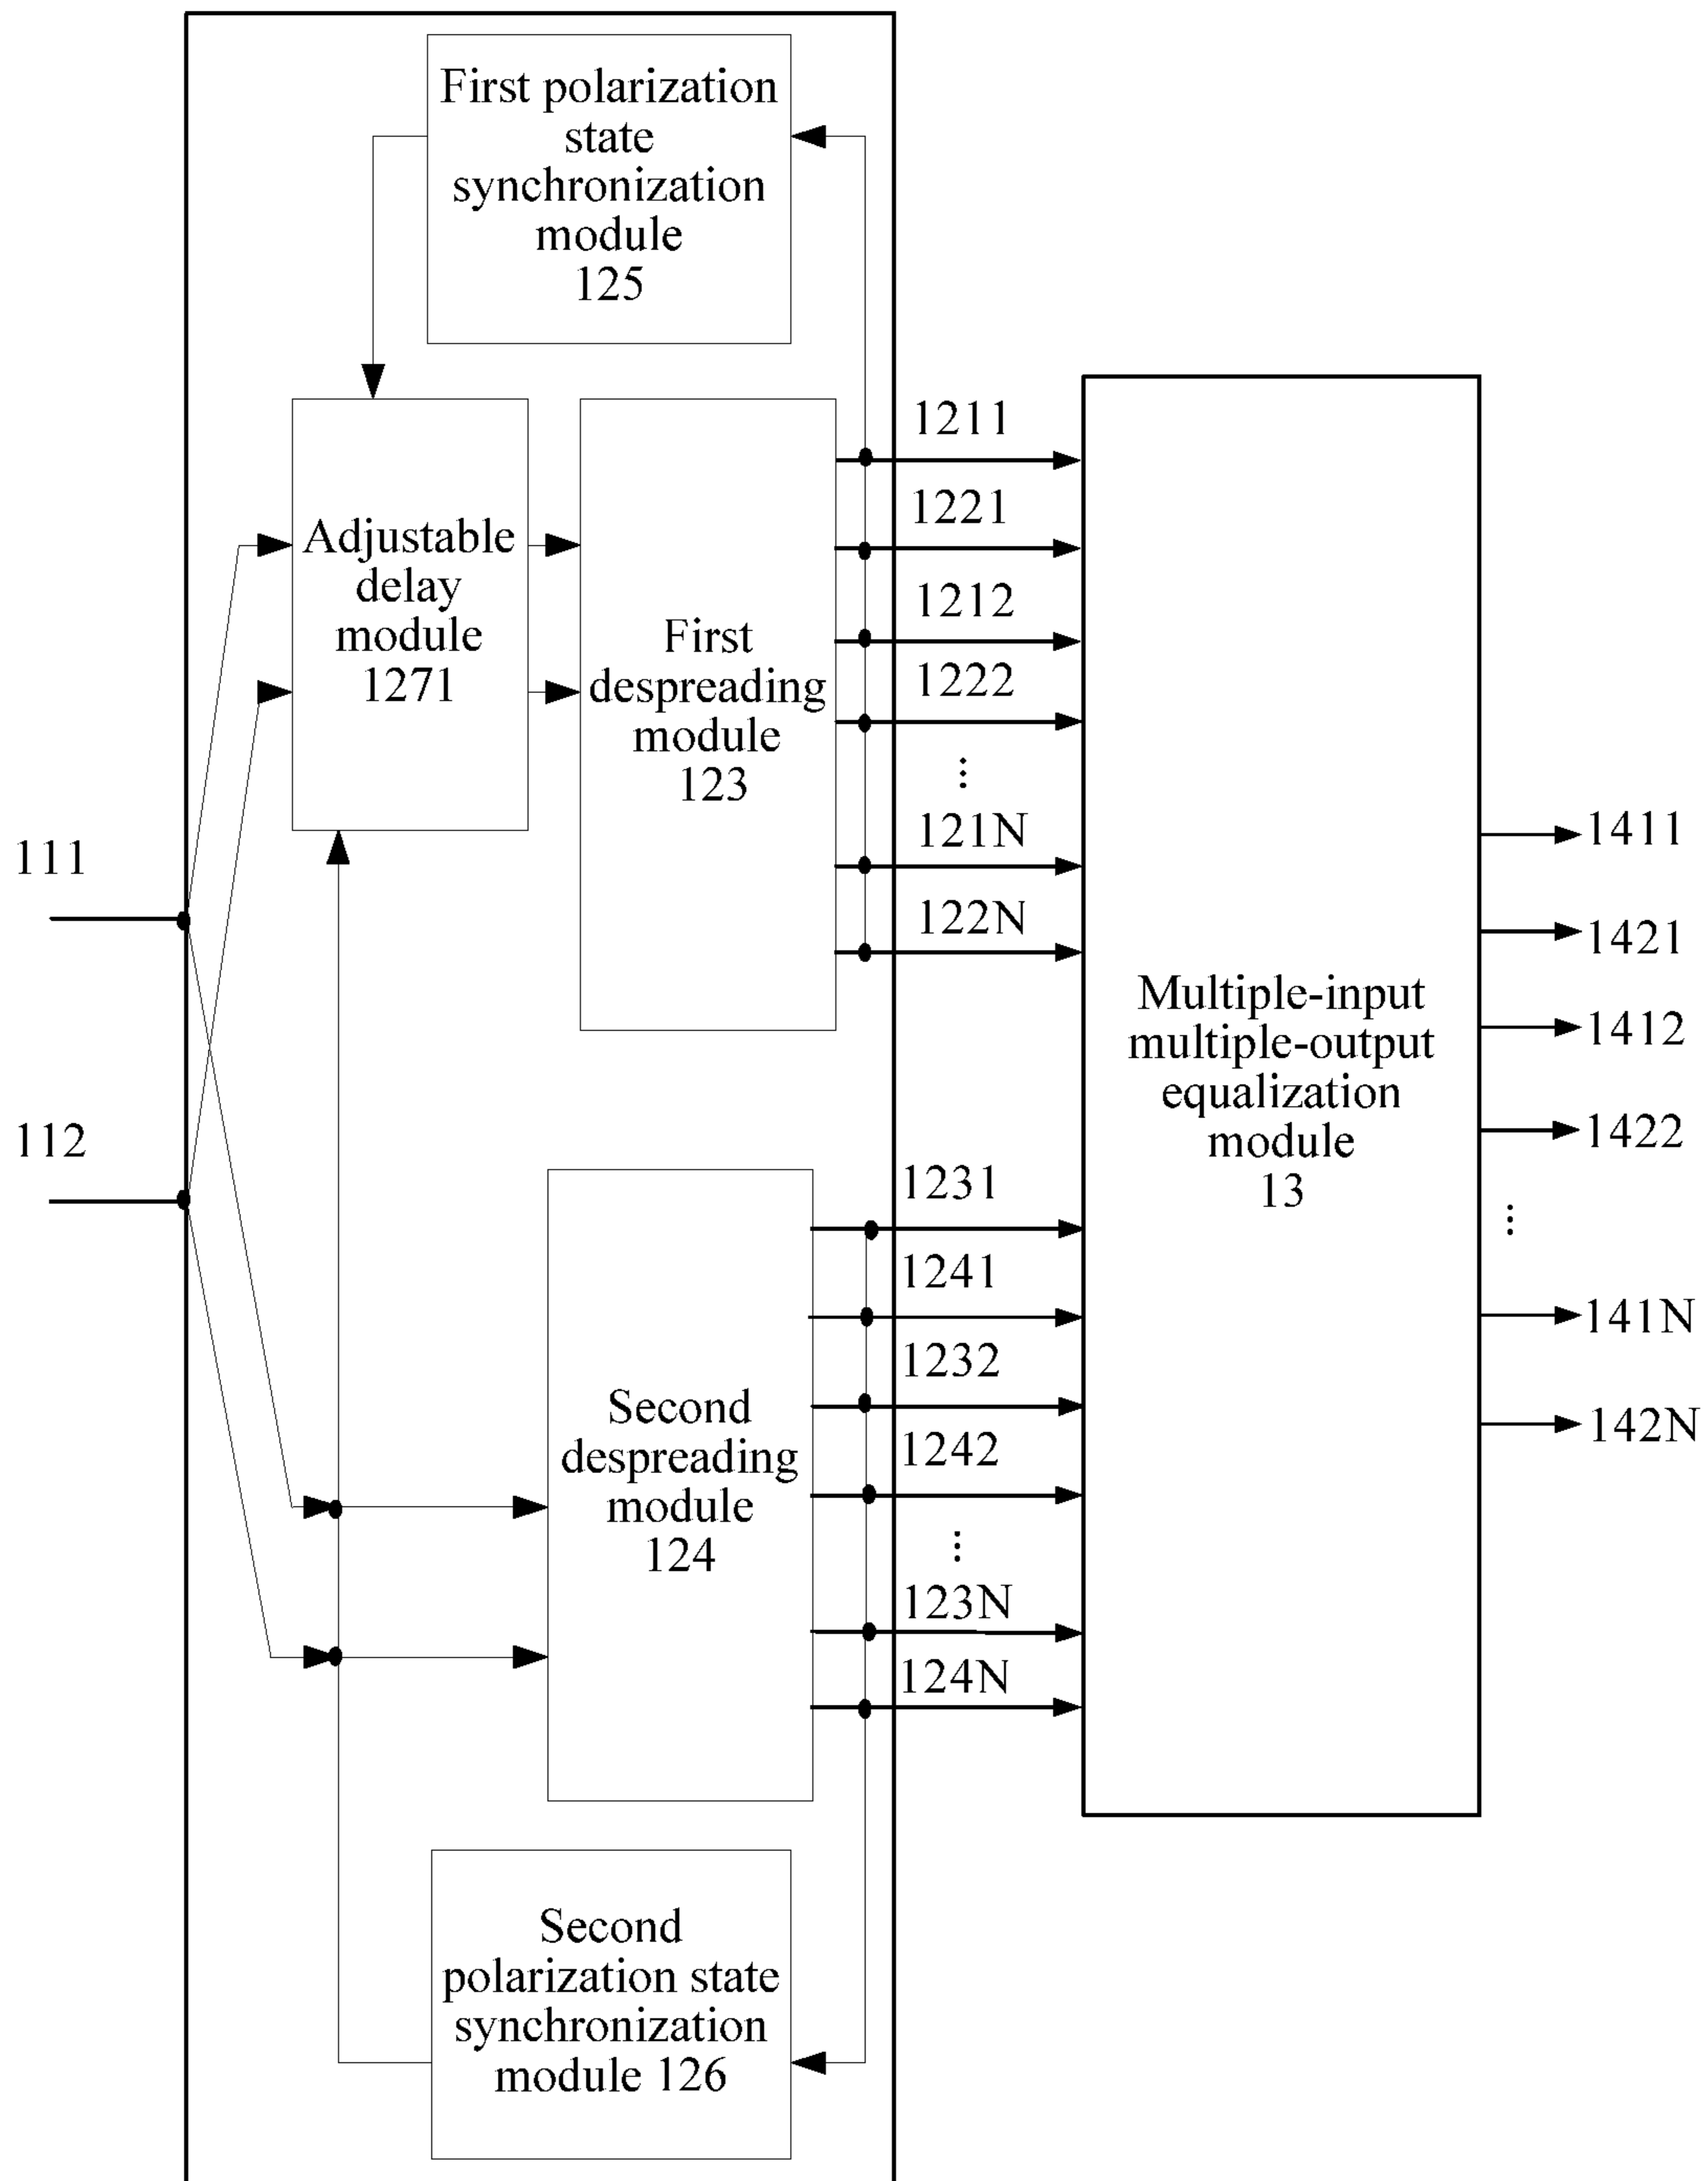 First polarization
state
synchronization
module
125
Adjustable
delay
module
1271
First
despreading
module
123
1211
1221
1212
1222
⋮
121N
122N
111
112
Second
despreading
module
124
1231
1241
1232
1242
⋮
123N
124N
Second
polarization state
synchronization
module 126
Multiple-input
multiple-output
equalization
module
13
1411
1421
1412
1422
⋮
141N
142N